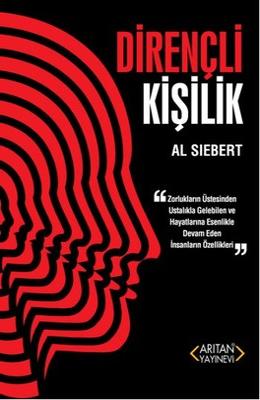 DİRENÇLİ
KİŞİLİK
AL SIEBERT
“Zorlukların Üstesinden
Ustalıkla Gelebilen ve
Hayatlarına Esenlikle
Devam Eden
İnsanların Özellikleri”
ARITAN
YAYINEVİ